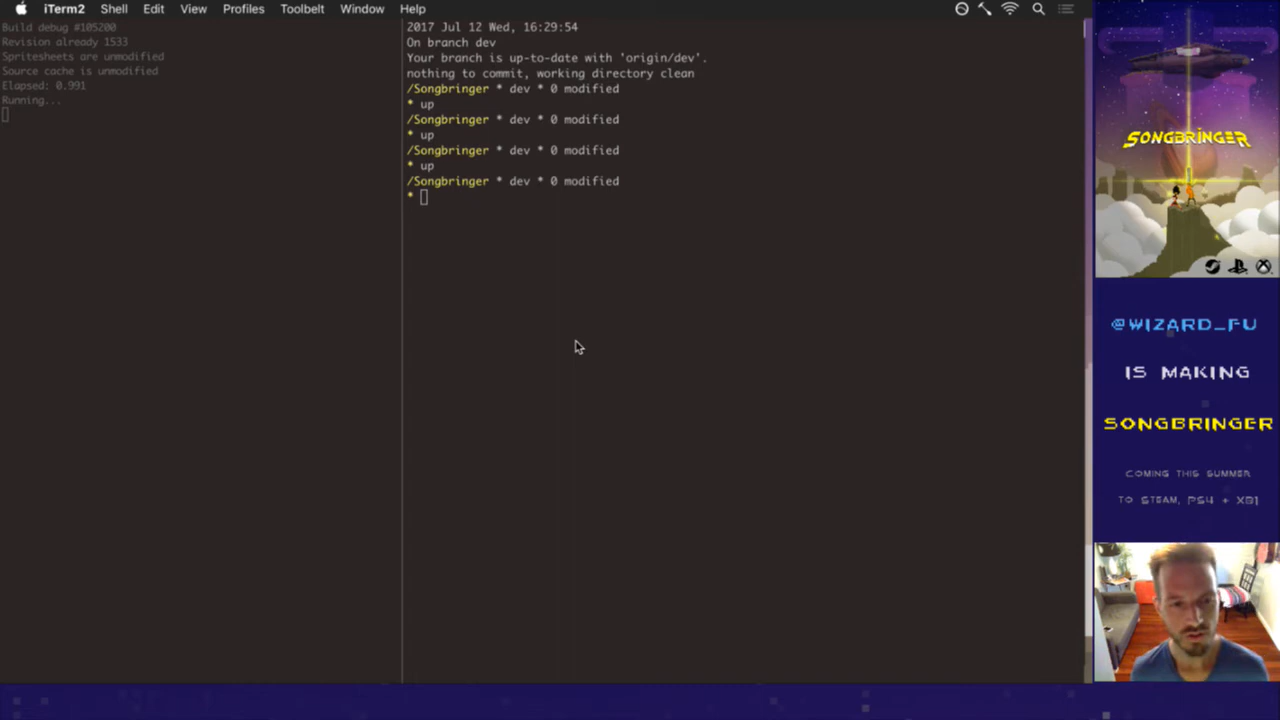 iTerm2 Shell Edit View Profiles Toolbelt Window Help
Build debug #105200
Revision already 1533
Spritesheets are unmodified
Source cache is unmodified
Elapsed: 0.991
Running...
2017 Jul 12 Wed, 16:29:54
On branch dev
Your branch is up-to-date with 'origin/dev'.
nothing to commit, working directory clean
/Songbringer * dev * 0 modified
* up
/Songbringer * dev * 0 modified
* up
/Songbringer * dev * 0 modified
* up
/Songbringer * dev * 0 modified
*
SONGBRINGER
@WIZARD_FU
IS MAKING
SONGBRINGER
COMING THIS SUMMER
TO STEAM, PS4 + XB1